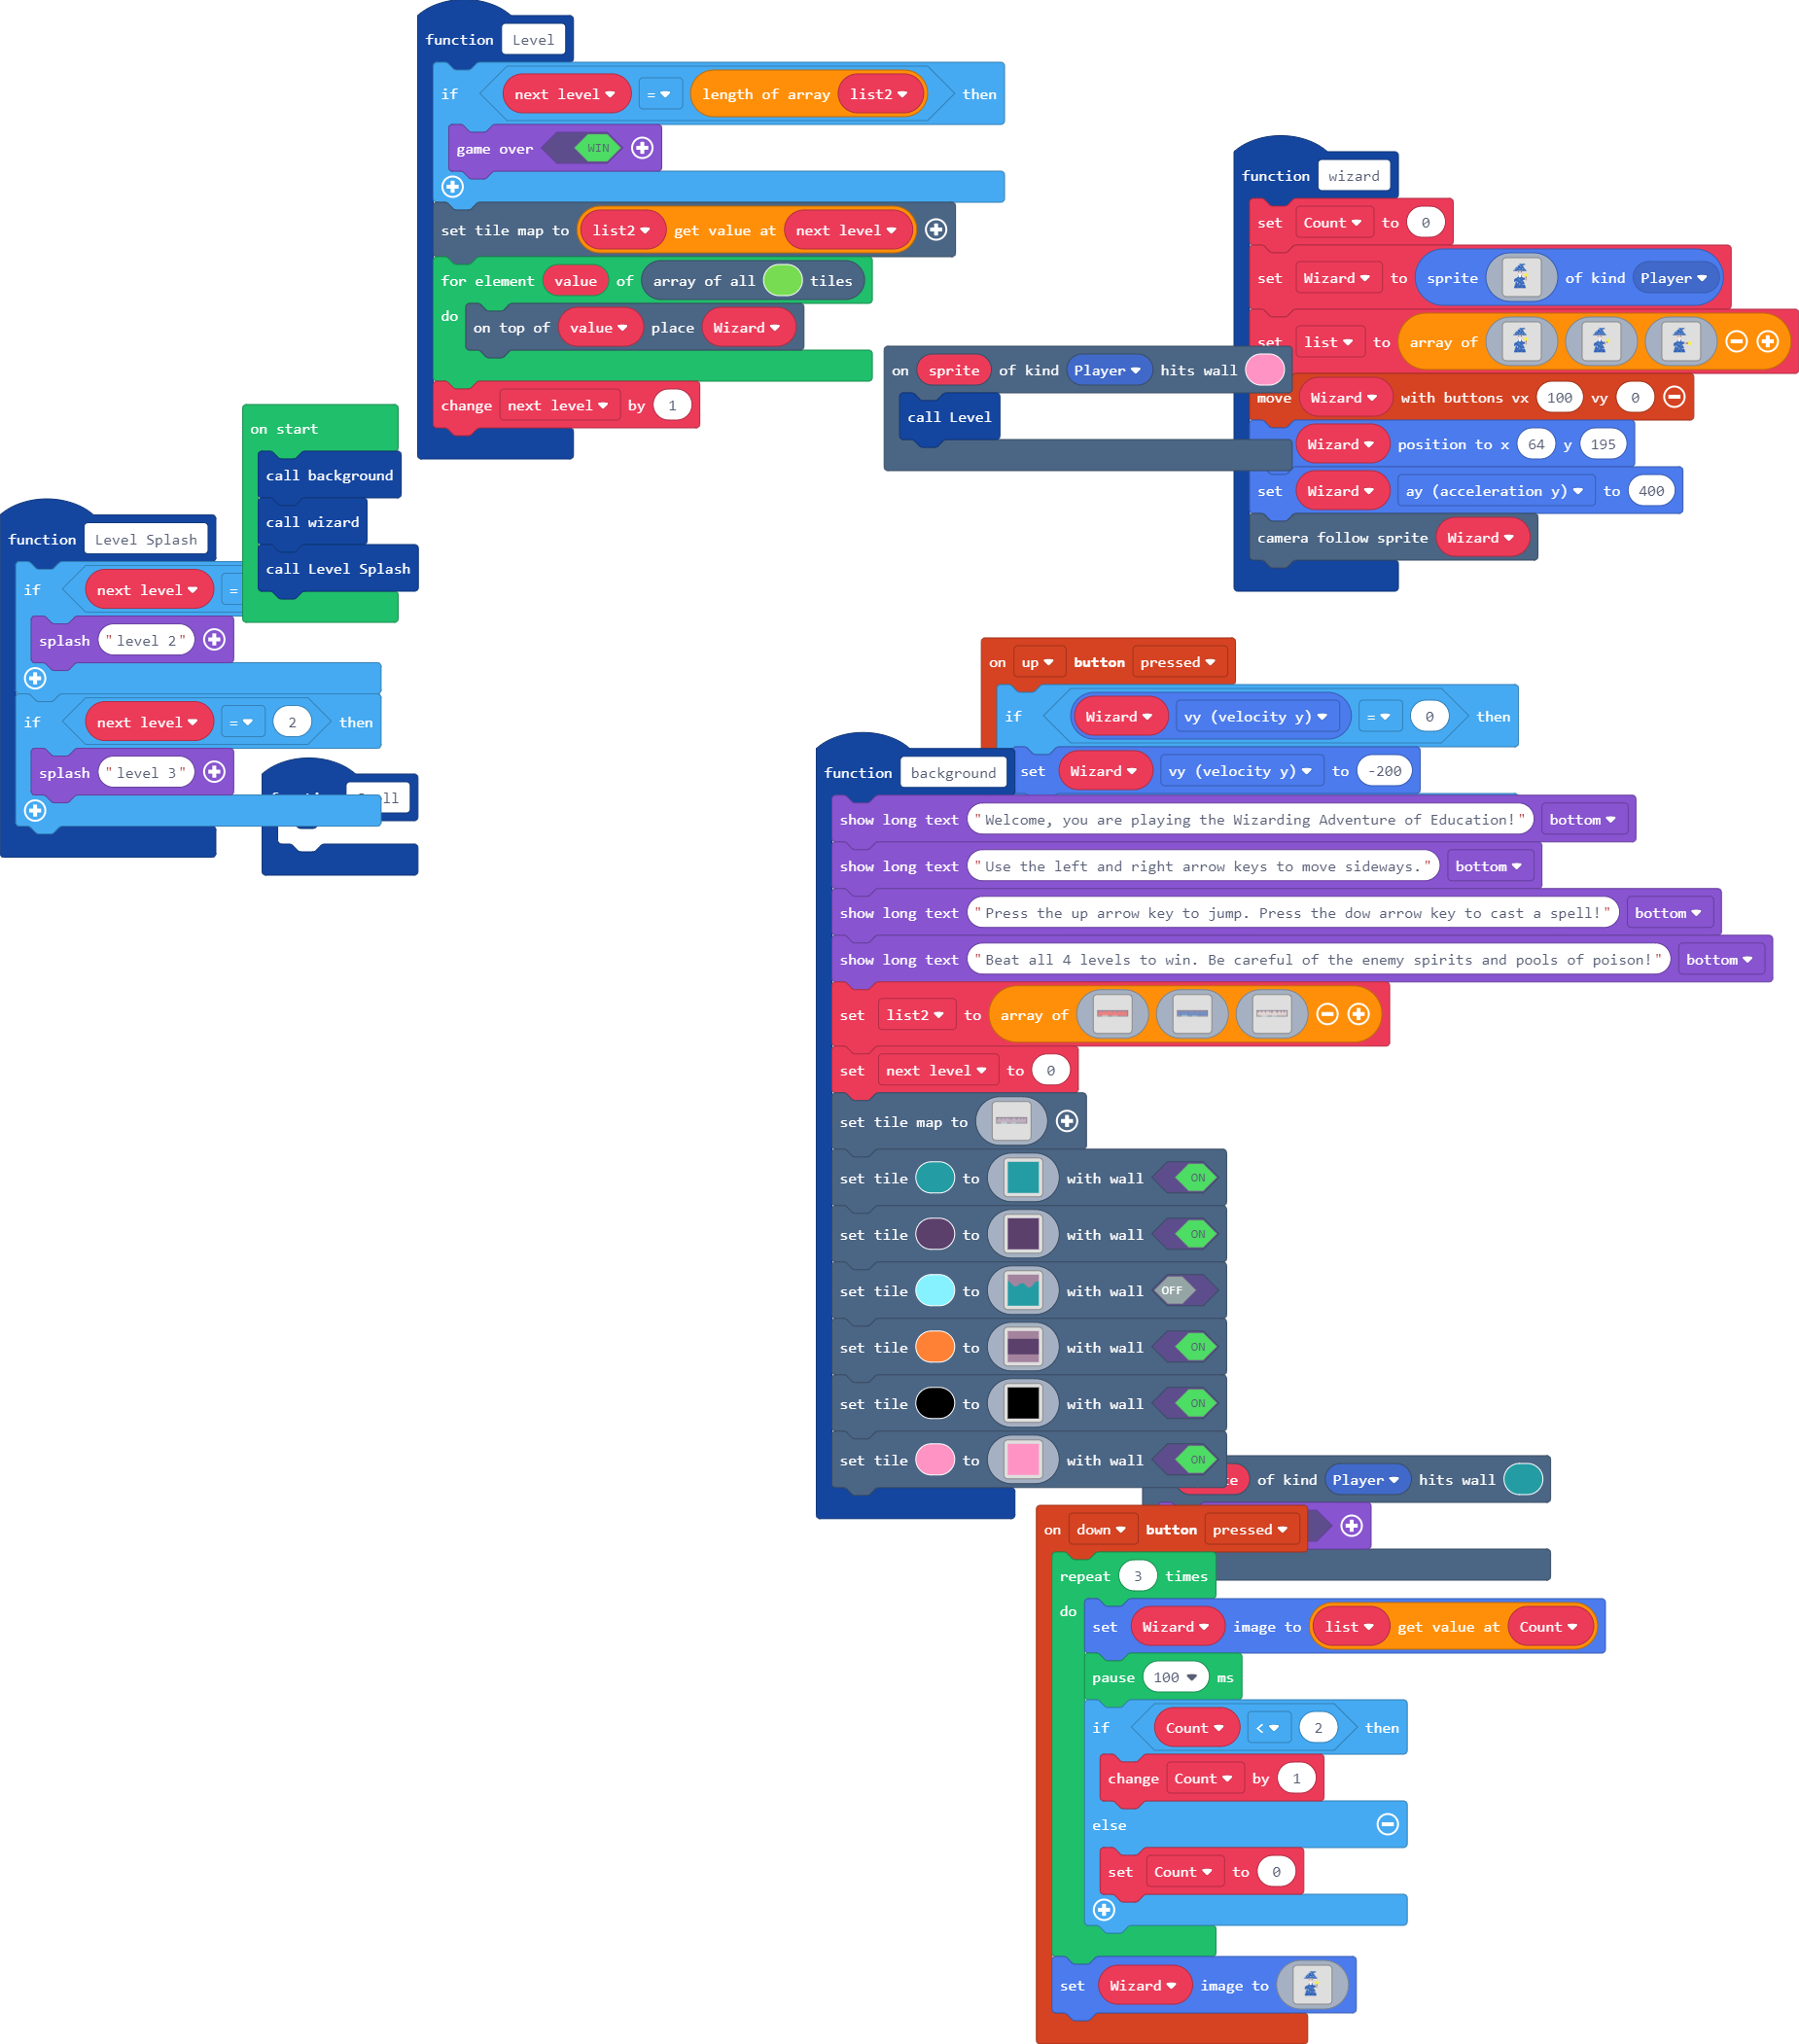 function Level
if next level = length of array list2 then
game over WIN
set tile map to list2 get value at next level
for element value of array of all tiles
do
on top of value place Wizard
change next level by 1
function wizard
set Count to 0
set Wizard to sprite of kind Player
set list to array of
move Wizard with buttons vx 100 vy 0
Wizard position to x 64 y 195
set Wizard ay (acceleration y) to 400
camera follow sprite Wizard
on sprite of kind Player hits wall
call Level
on start
call background
call wizard
call Level Splash
function Level Splash
if next level =
splash "level 2"
if next level = 2 then
splash "level 3"
on up button pressed
if Wizard vy (velocity y) = 0 then
set Wizard vy (velocity y) to -200
function background
show long text "Welcome, you are playing the Wizarding Adventure of Education!" bottom
show long text "Use the left and right arrow keys to move sideways." bottom
show long text "Press the up arrow key to jump. Press the dow arrow key to cast a spell!" bottom
show long text "Beat all 4 levels to win. Be careful of the enemy spirits and pools of poison!" bottom
set list2 to array of
set next level to 0
set tile map to
set tile to with wall ON
set tile to with wall ON
set tile to with wall OFF
set tile to with wall ON
set tile to with wall ON
set tile to with wall ON
of kind Player hits wall
on down button pressed
repeat 3 times
do
set Wizard image to list get value at Count
pause 100 ms
if Count < 2 then
change Count by 1
else
set Count to 0
set Wizard image to